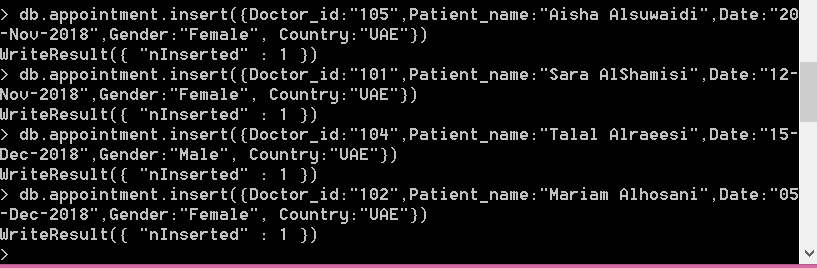 > db.appointment.insert({Doctor_id:"105",Patient_name:"Aisha Alsuwaidi",Date:"20
-Nov-2018",Gender:"Female", Country:"UAE"})
WriteResult({ "nInserted" : 1 })
> db.appointment.insert({Doctor_id:"101",Patient_name:"Sara AlShamisi",Date:"12-
Nov-2018",Gender:"Female", Country:"UAE"})
WriteResult({ "nInserted" : 1 })
> db.appointment.insert({Doctor_id:"104",Patient_name:"Talal Alraeesi",Date:"15-
Dec-2018",Gender:"Male", Country:"UAE"})
WriteResult({ "nInserted" : 1 })
> db.appointment.insert({Doctor_id:"102",Patient_name:"Mariam Alhosani",Date:"05
-Dec-2018",Gender:"Female", Country:"UAE"})
WriteResult({ "nInserted" : 1 })
>